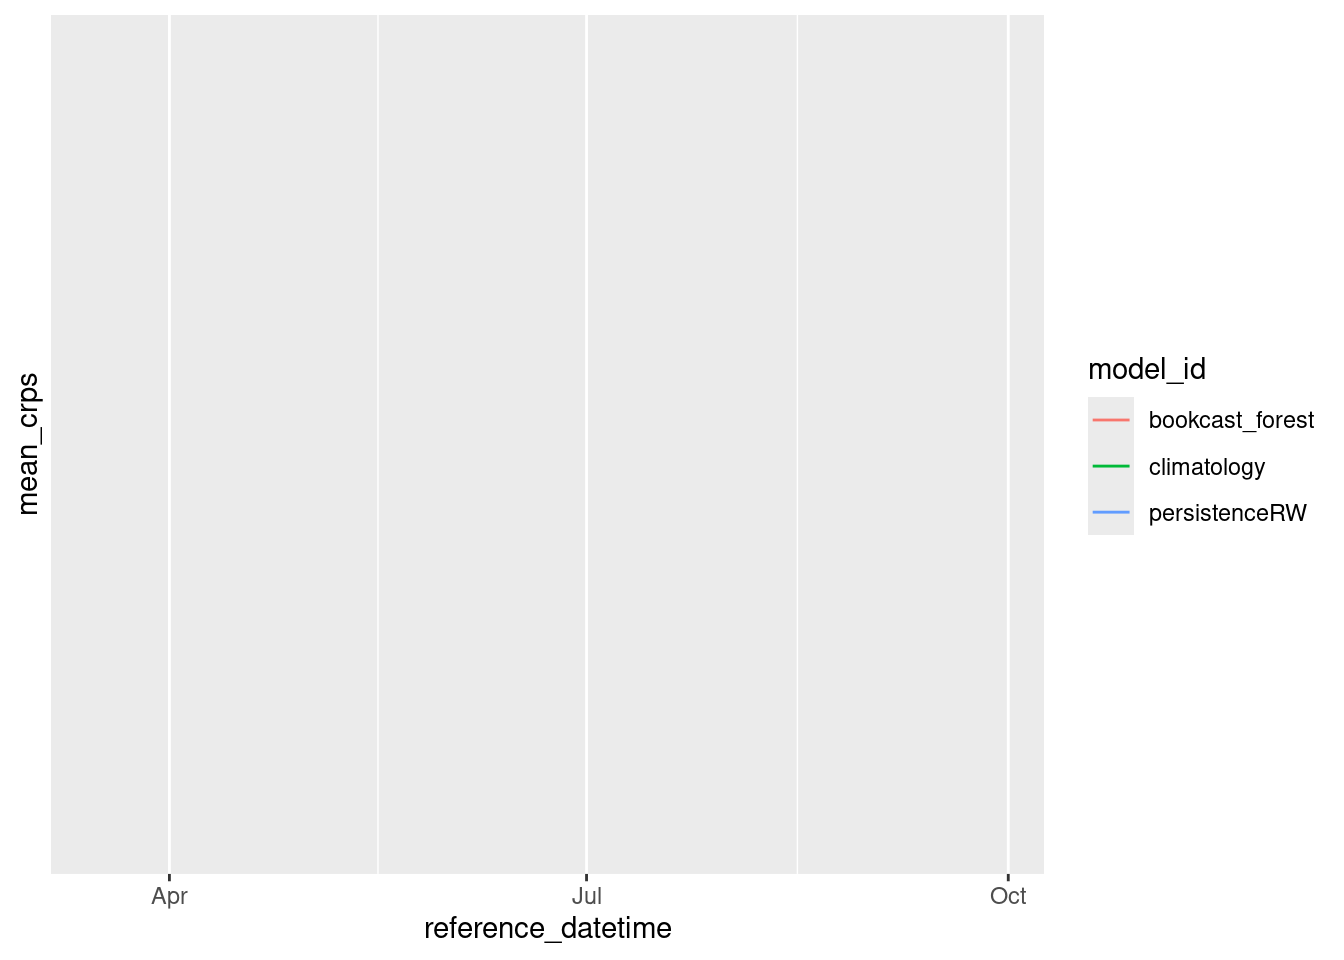 mean_crps
Apr
Jul
Oct
reference_datetime
model_id
bookcast_forest
climatology
persistenceRW